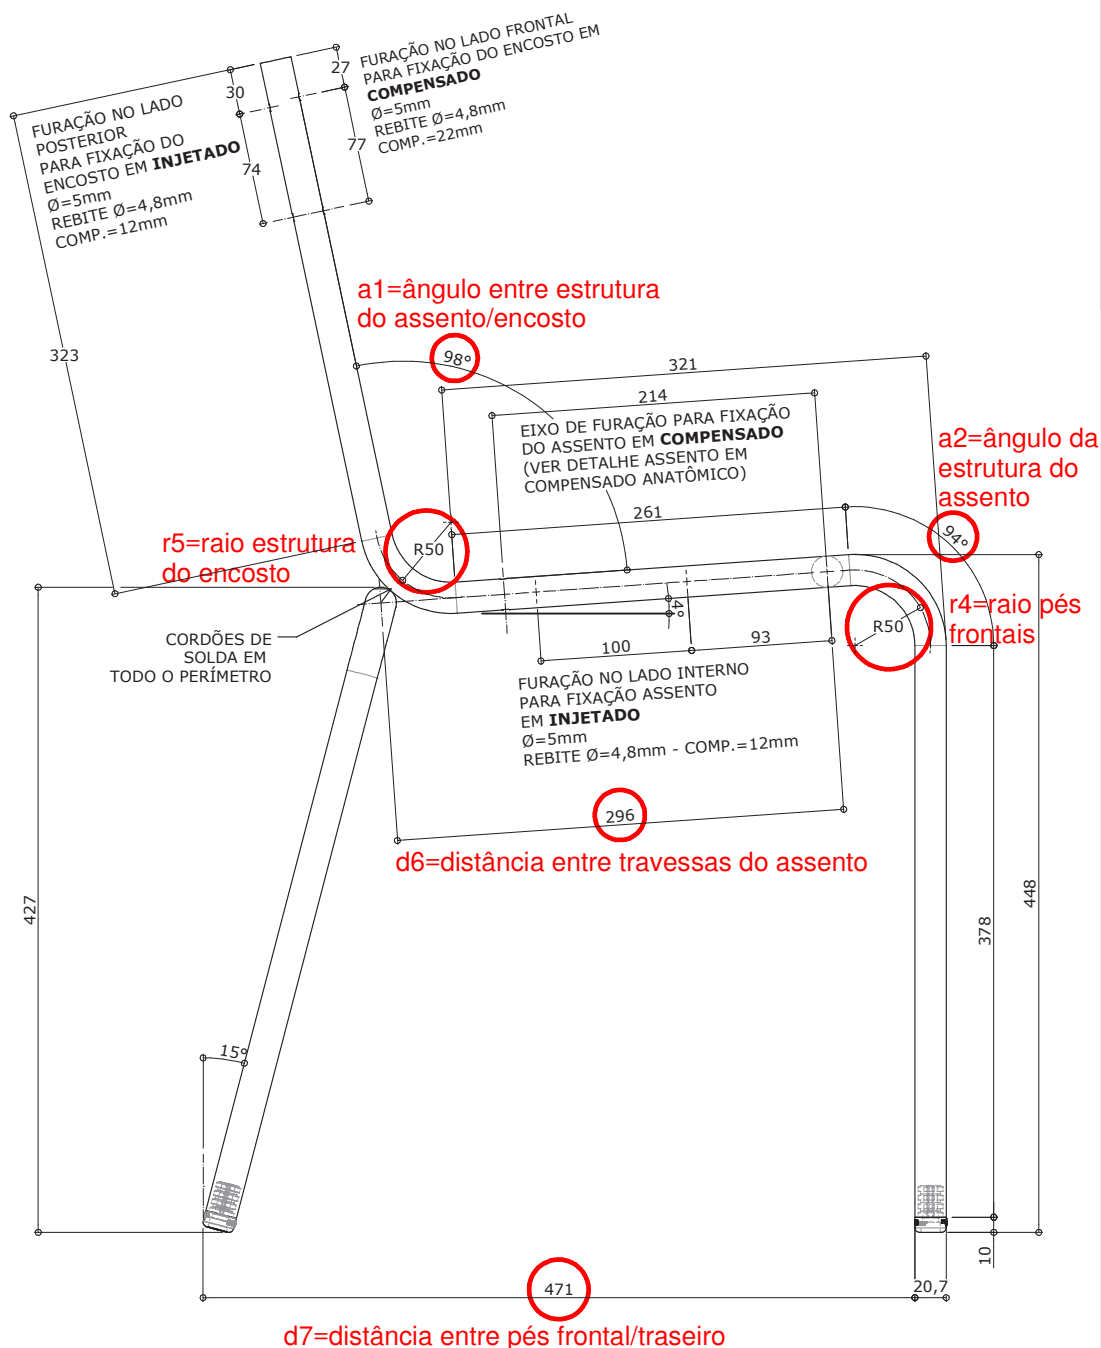 FURAÇÃO NO LADO FRONTAL
PARA FIXAÇÃO DO ENCOSTO EM
COMPENSADO
Ø=5mm
REBITE Ø=4,8mm
COMP.=22mm
27
77
30
74
FURAÇÃO NO LADO
POSTERIOR
PARA FIXAÇÃO DO
ENCOSTO EM INJETADO
Ø=5mm
REBITE Ø=4,8mm
COMP.=12mm
323
a1=ângulo entre estrutura
do assento/encosto
98º
321
214
EIXO DE FURAÇÃO PARA FIXAÇÃO
DO ASSENTO EM COMPENSADO
(VER DETALHE ASSENTO EM
COMPENSADO ANATÔMICO)
261
a2=ângulo da
estrutura do
assento
94º
r5=raio estrutura
do encosto
R50
R50
r4=raio pés
frontais
4º
100
93
CORDÕES DE
SOLDA EM
TODO O PERÍMETRO
FURAÇÃO NO LADO INTERNO
PARA FIXAÇÃO ASSENTO
EM INJETADO
Ø=5mm
REBITE Ø=4,8mm - COMP.=12mm
296
d6=distância entre travessas do assento
427
448
378
15º
10
471
20,7
d7=distância entre pés frontal/traseiro